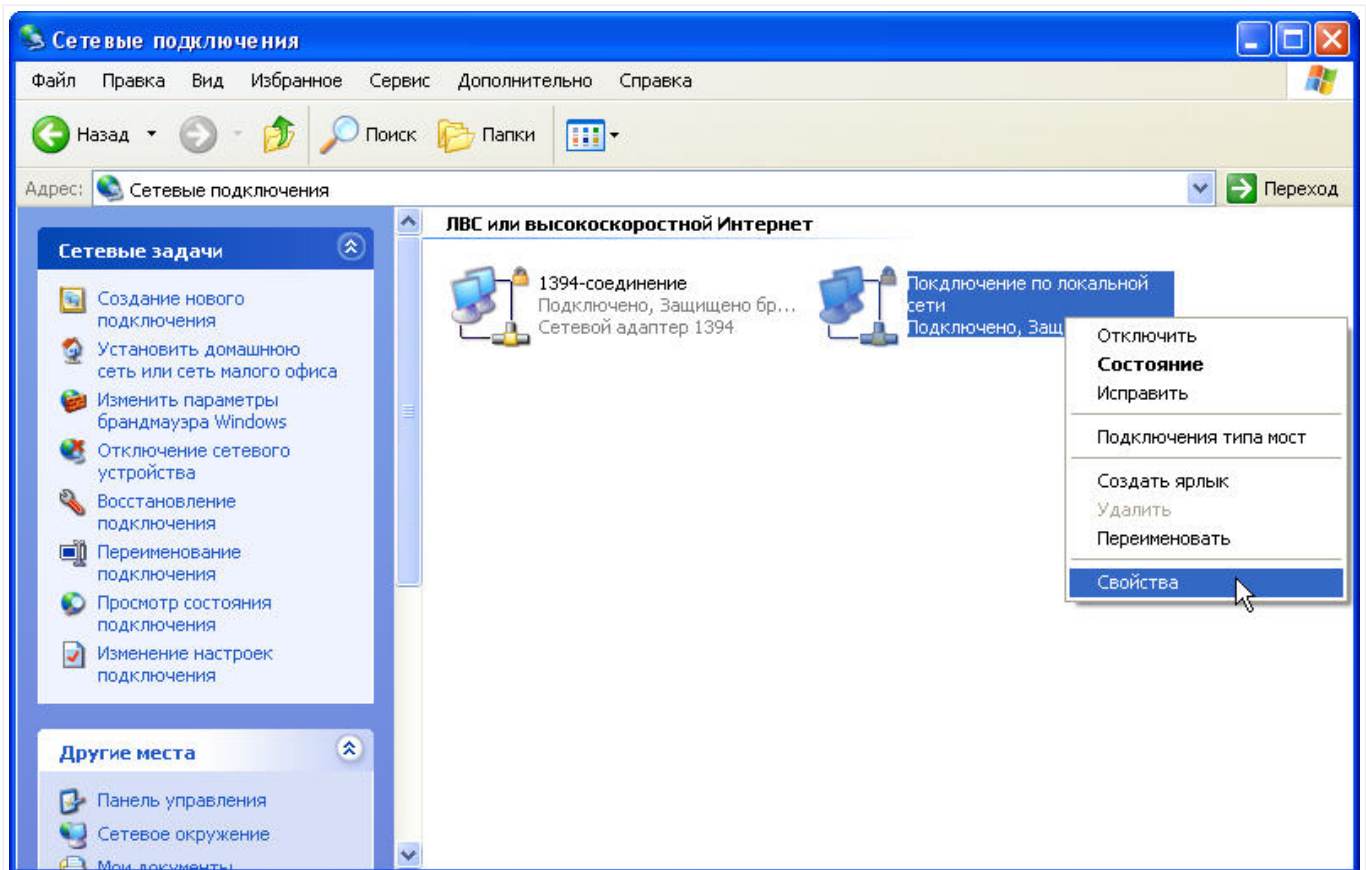 Сетевые подключения
Файл Правка Вид Избранное Сервис Дополнительно Справка
Назад Поиск Папки
Адрес: Сетевые подключения Переход
Сетевые задачи
Создание нового
подключения
Установить домашнюю
сеть или сеть малого офиса
Изменить параметры
брандмауэра Windows
Отключение сетевого
устройства
Восстановление
подключения
Переименование
подключения
Просмотр состояния
подключения
Изменение настроек
подключения
Другие места
Панель управления
Сетевое окружение
Мои документы
ЛВС или высокоскоростной Интернет
1394-соединение
Подключено, Защищено бр...
Сетевой адаптер 1394
Покдлючение по локальной
сети
Подключено, Защ
Отключить
Состояние
Исправить
Подключения типа мост
Создать ярлык
Удалить
Переименовать
Свойства